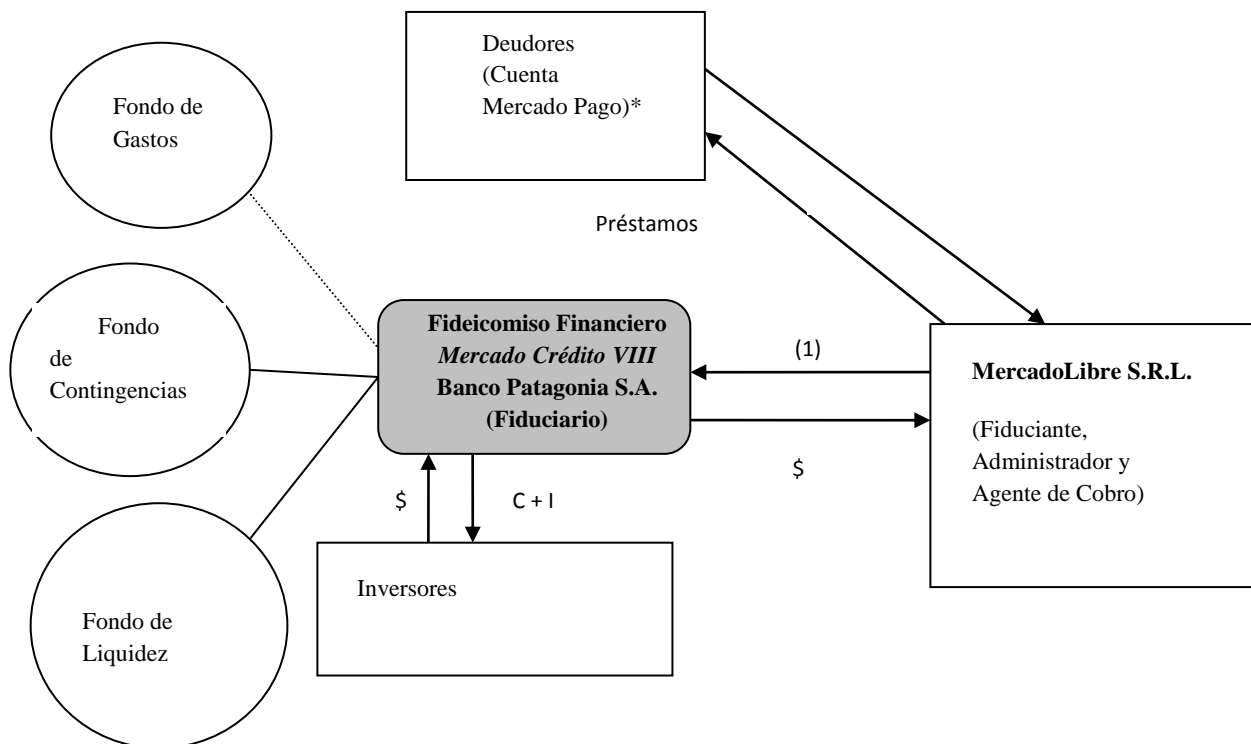 Deudores
(Cuenta
Mercado Pago)*
Fondo de
Gastos
Préstamos
Fondo
de
Contingencias
Fideicomiso Financiero
Mercado Crédito VIII
Banco Patagonia S.A.
(Fiduciario)
(1)
$
MercadoLibre S.R.L.
(Fiduciante,
Administrador y
Agente de Cobro)
$
C + I
Inversores
Fondo de
Liquidez